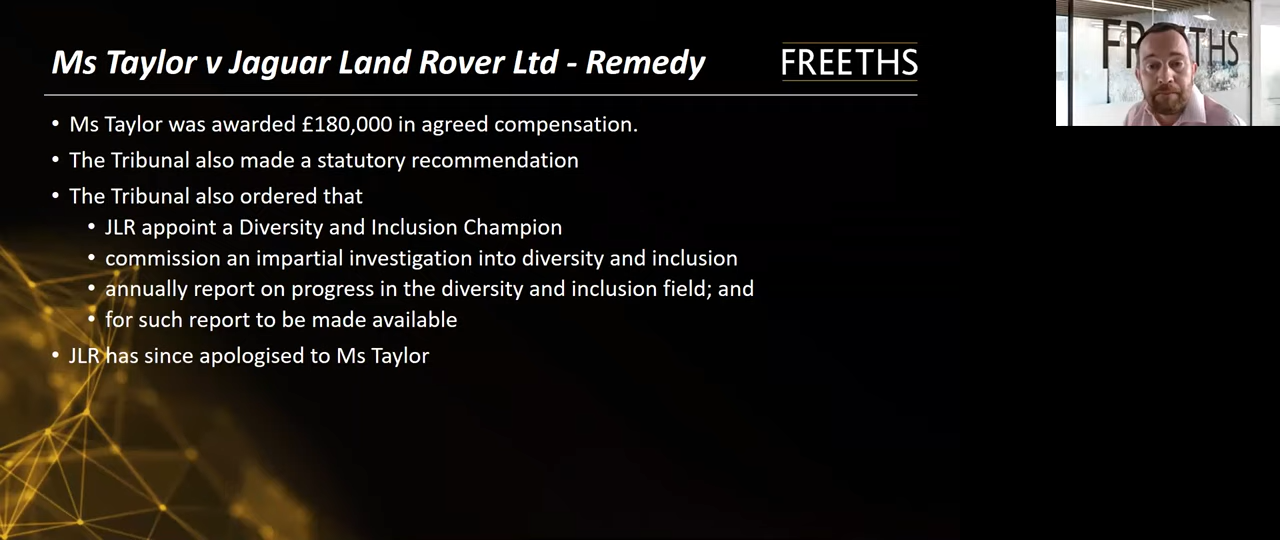 Ms Taylor v Jaguar Land Rover Ltd - Remedy
FREETHS
• Ms Taylor was awarded £180,000 in agreed compensation.
• The Tribunal also made a statutory recommendation
• The Tribunal also ordered that
• JLR appoint a Diversity and Inclusion Champion
• commission an impartial investigation into diversity and inclusion
• annually report on progress in the diversity and inclusion field; and
• for such report to be made available
• JLR has since apologised to Ms Taylor
FREETHS